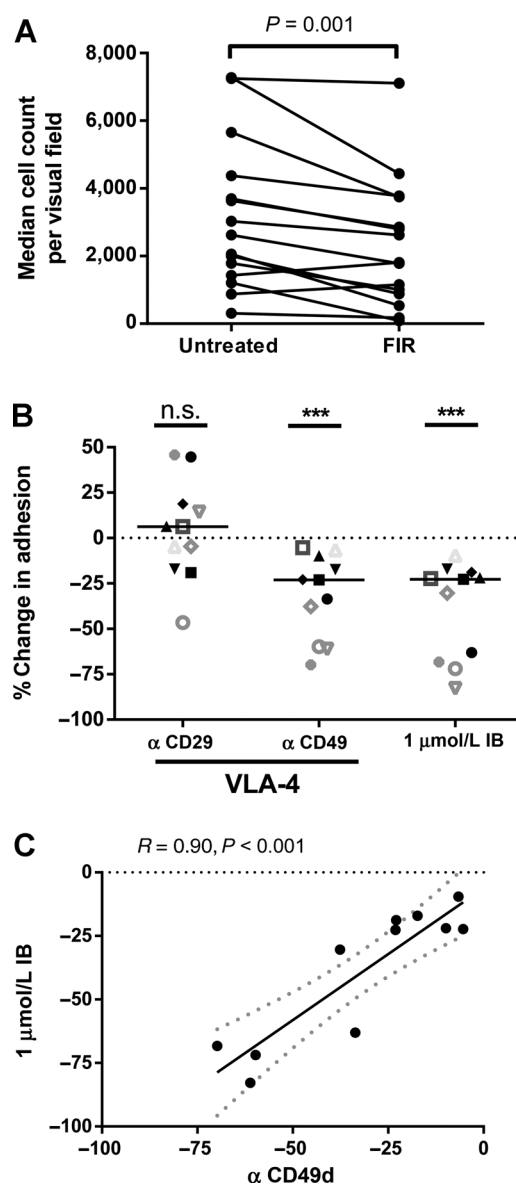 A
P = 0.001
8,000
6,000
4,000
2,000
0
Median cell count
per visual field
Untreated FIR
B
n.s. *** ***
50
25
0
−25
−50
−75
−100
% Change in adhesion
α CD29 α CD49 1 μmol/L IB
VLA-4
C
R = 0.90, P < 0.001
0
−25
−50
−75
−100
1 μmol/L IB
−100 −75 −50 −25 0
α CD49d